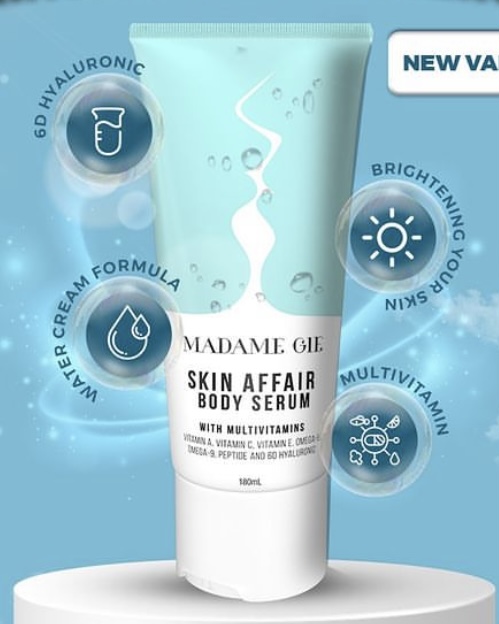 NEW VA
6D HYALURONIC
BRIGHTENING YOUR SKIN
WATER CREAM FORMULA
MULTIVITAMIN
MADAME GIE
SKIN AFFAIR
BODY SERUM
WITH MULTIVITAMINS
VITAMIN A, VITAMIN C, VITAMIN E, OMEGA-6,
OMEGA-9, PEPTIDE AND 6D HYALURONIC
180mL